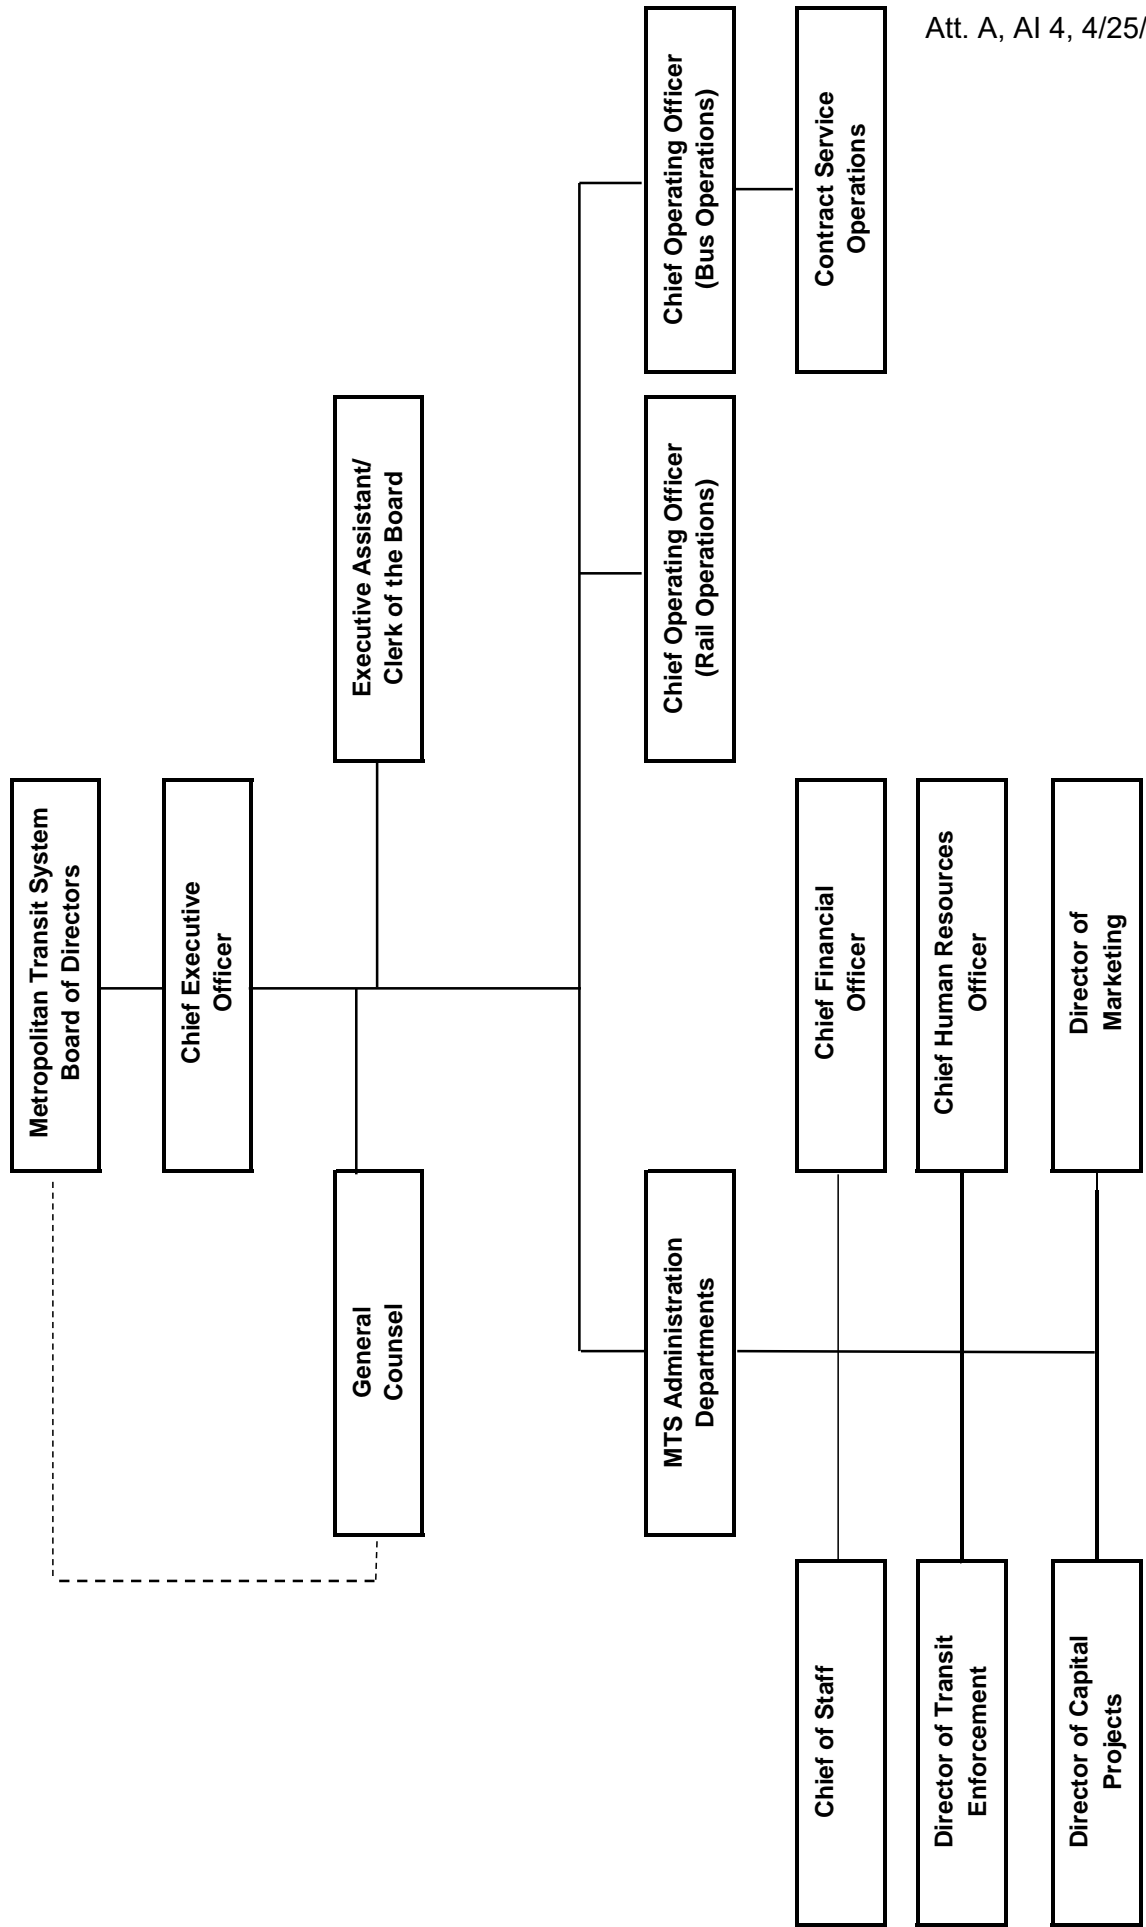 Att. A, AI 4, 4/25/
Metropolitan Transit System
Board of Directors
Chief Executive
Officer
General
Counsel
Executive Assistant/
Clerk of the Board
MTS Administration
Departments
Chief Operating Officer
(Rail Operations)
Chief Operating Officer
(Bus Operations)
Chief of Staff
Chief Financial
Officer
Contract Service
Operations
Director of Transit
Enforcement
Chief Human Resources
Officer
Director of Capital
Projects
Director of
Marketing